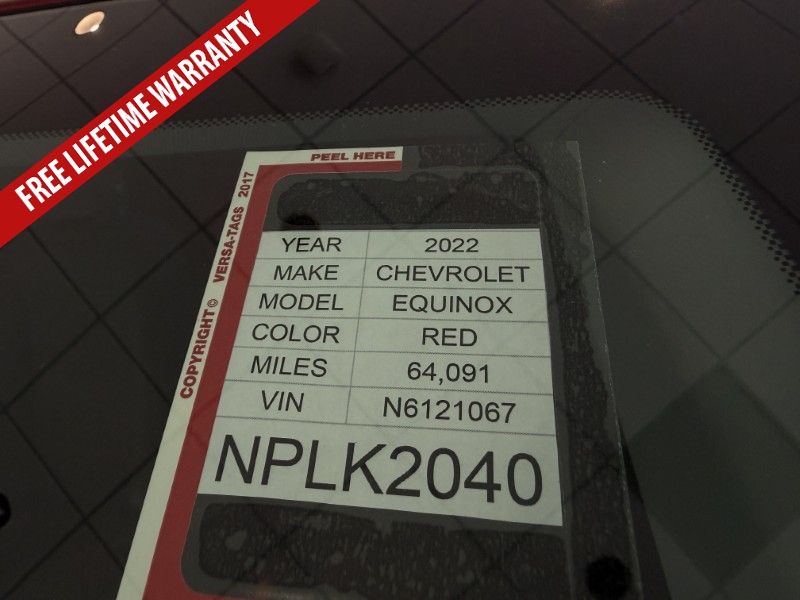 FREE LIFETIME WARRANTY
PEEL HERE
COPYRIGHT© VERSA-TAGS 2017
YEAR 2022
MAKE CHEVROLET
MODEL EQUINOX
COLOR RED
MILES 64,091
VIN N6121067
NPLK2040